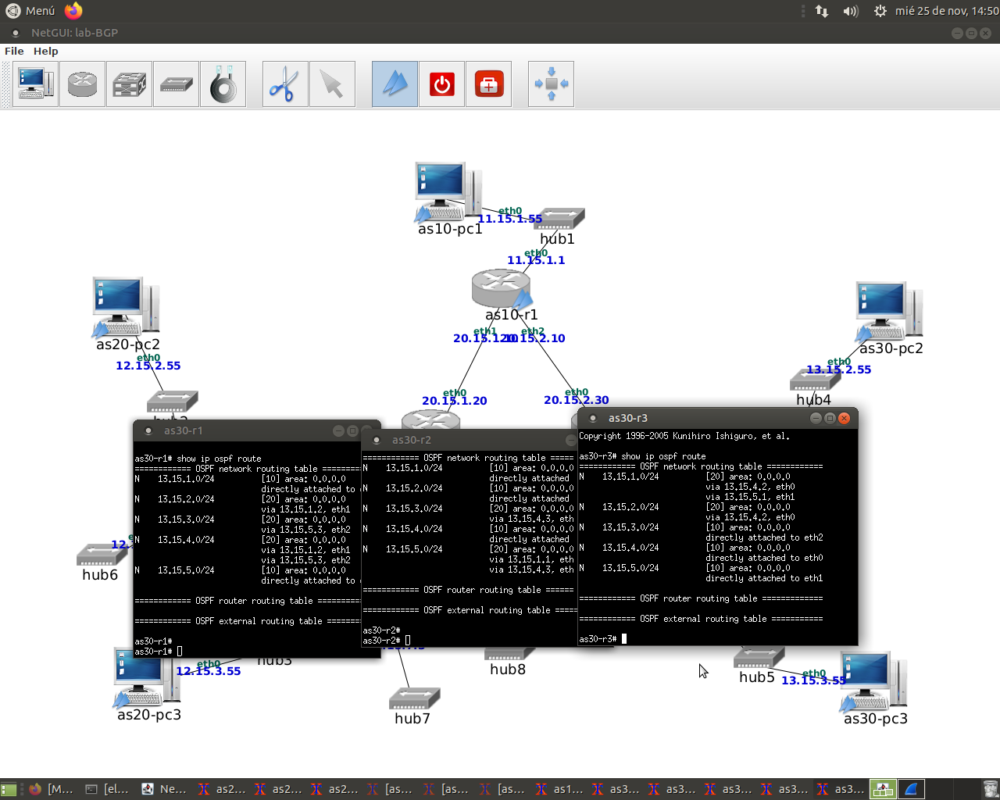 Menú
mié 25 de nov, 14:50
NetGUI: lab-BGP
File Help
eth0
11.15.1.55
as10-pc1
hub1
eth0
11.15.1.1
as10-r1
eth1
eth2
20.15.2.10
eth0
20.15.1.20
eth0
20.15.2.30
as20-pc2
eth0
12.15.2.55
as30-pc2
eth0
13.15.2.55
hub4
as30-r1
as30-r1# show ip ospf route
============ OSPF network routing table ========
N 13.15.1.0/24 [10] area: 0.0.0.0
directly attached to
N 13.15.2.0/24 [20] area: 0.0.0.0
via 13.15.1.2, eth1
N 13.15.3.0/24 [20] area: 0.0.0.0
via 13.15.5.3, eth2
N 13.15.4.0/24 [20] area: 0.0.0.0
via 13.15.1.2, eth1
via 13.15.5.3, eth2
N 13.15.5.0/24 [10] area: 0.0.0.0
directly attached to
============ OSPF router routing table =========
============ OSPF external routing table =======
as30-r1#
as30-r1#
as30-r2
============ OSPF network routing table =====
N 13.15.1.0/24 [10] area: 0.0.0.0
directly attached
N 13.15.2.0/24 [10] area: 0.0.0.0
directly attached
N 13.15.3.0/24 [20] area: 0.0.0.0
via 13.15.4.3, eth
N 13.15.4.0/24 [10] area: 0.0.0.0
directly attached
N 13.15.5.0/24 [20] area: 0.0.0.0
via 13.15.1.1, eth
via 13.15.4.3, eth
============ OSPF router routing table ======
============ OSPF external routing table =====
as30-r2#
as30-r2#
as30-r3
Copyright 1996-2005 Kunihiro Ishiguro, et al.
as30-r3# show ip ospf route
============ OSPF network routing table ============
N 13.15.1.0/24 [20] area: 0.0.0.0
via 13.15.4.2, eth0
via 13.15.5.1, eth1
N 13.15.2.0/24 [20] area: 0.0.0.0
via 13.15.4.2, eth0
N 13.15.3.0/24 [10] area: 0.0.0.0
directly attached to eth2
N 13.15.4.0/24 [10] area: 0.0.0.0
directly attached to eth0
N 13.15.5.0/24 [10] area: 0.0.0.0
directly attached to eth1
============ OSPF router routing table =============
============ OSPF external routing table ===========
as30-r3#
12.
hub6
hub3
12.15.3.55
as20-pc3
hub7
hub8
hub5
eth0
13.15.3.55
as30-pc3
[M... [el... Ne... as2... as2... as2... [as... [as... [as... as1... as3... as3... as3... as3... as3...